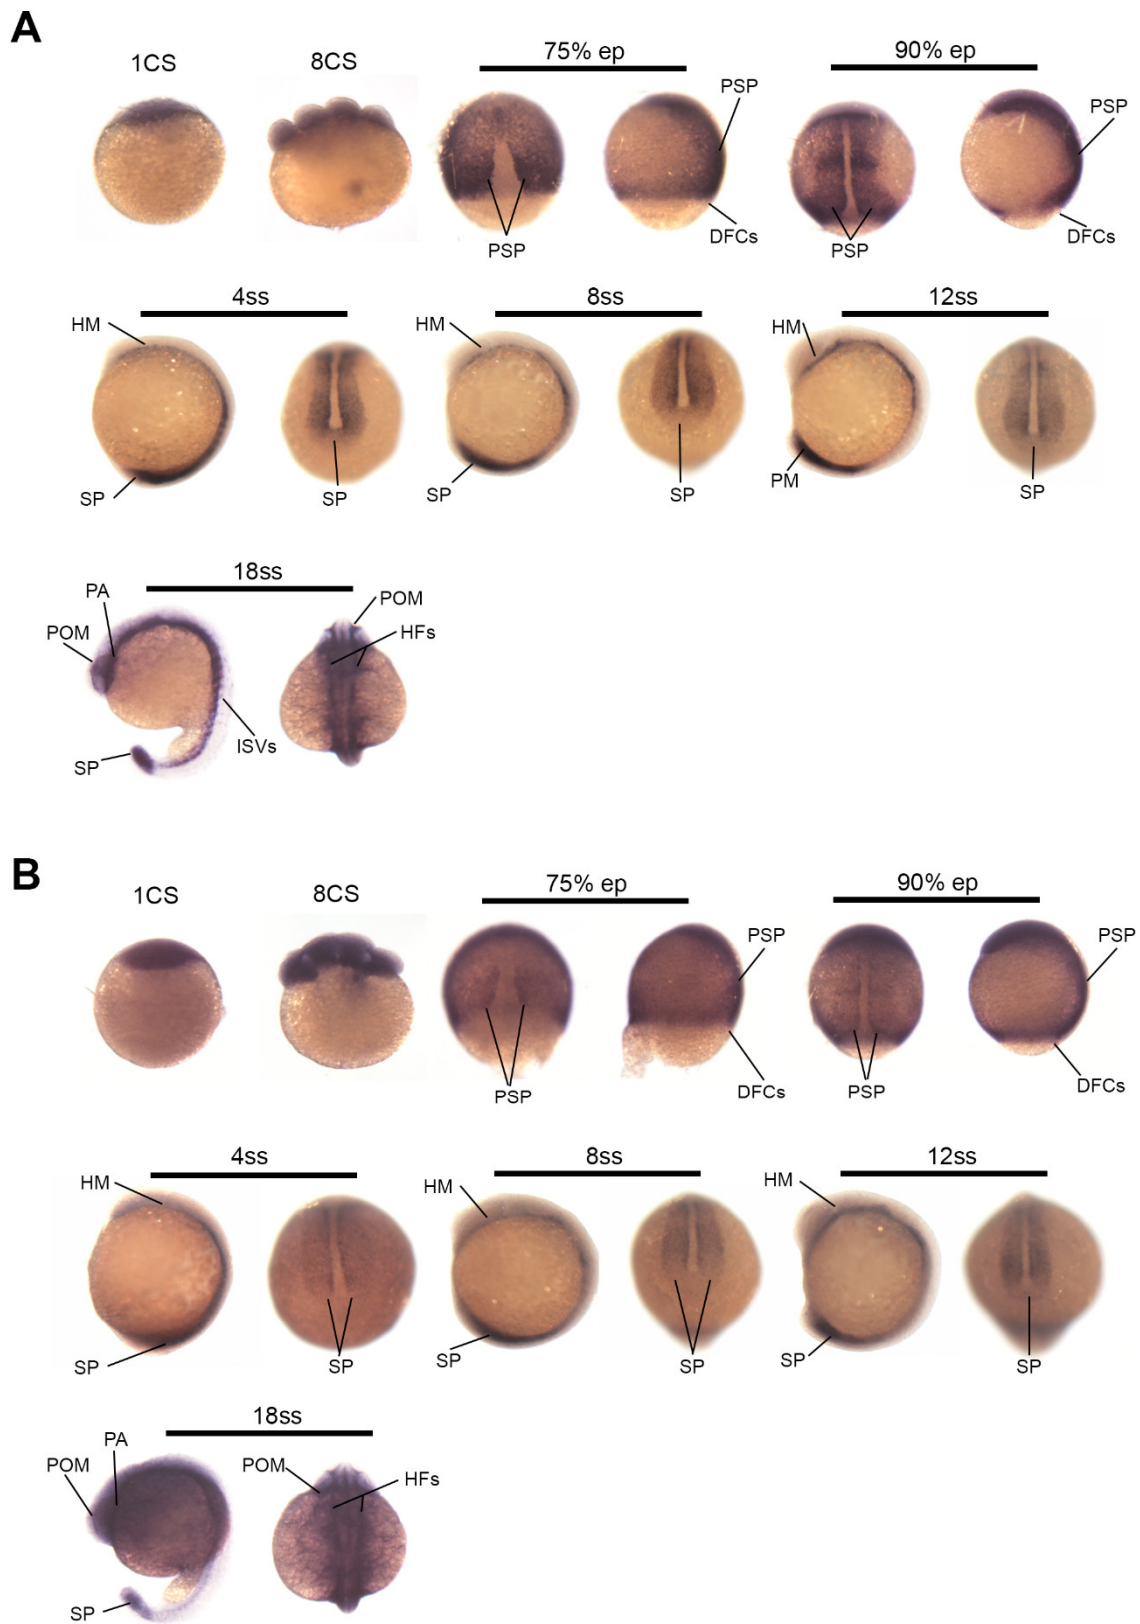 A
1CS
8CS
75% ep
90% ep
PSP
PSP
DFCs
DFCs
PSP
PSP
4ss
8ss
12ss
HM
HM
HM
SP
SP
SP
SP
PM
SP
18ss
PA
POM
POM
HFs
ISVs
SP
B
1CS
8CS
75% ep
90% ep
PSP
PSP
PSP
DFCs
PSP
DFCs
4ss
8ss
12ss
HM
HM
HM
SP
SP
SP
SP
SP
SP
18ss
PA
POM
POM
HFs
SP